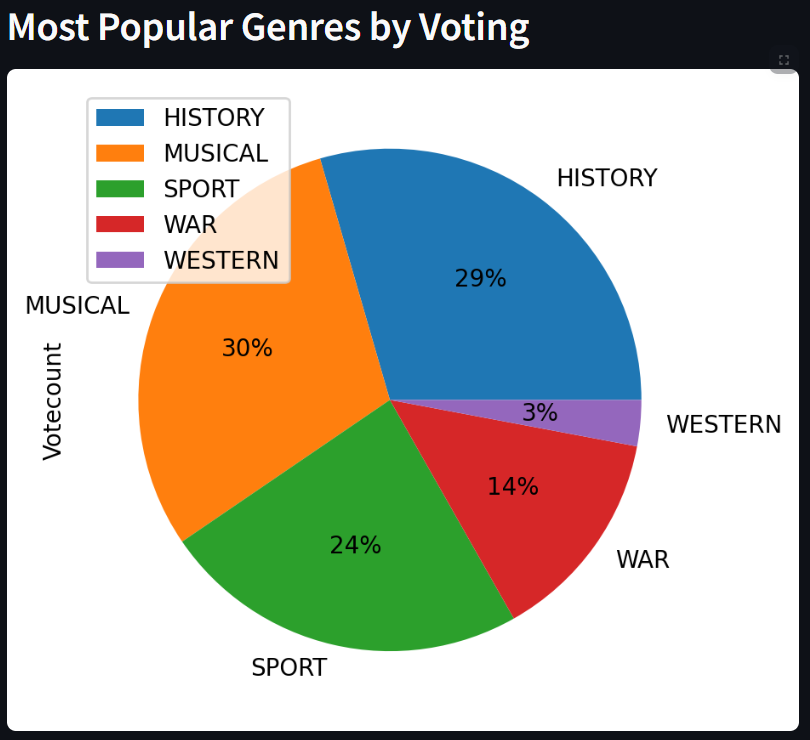 Most Popular Genres by Voting
HISTORY
MUSICAL
SPORT
WAR
WESTERN
HISTORY
29%
MUSICAL
30%
Votecount
3%
WESTERN
14%
24%
WAR
SPORT